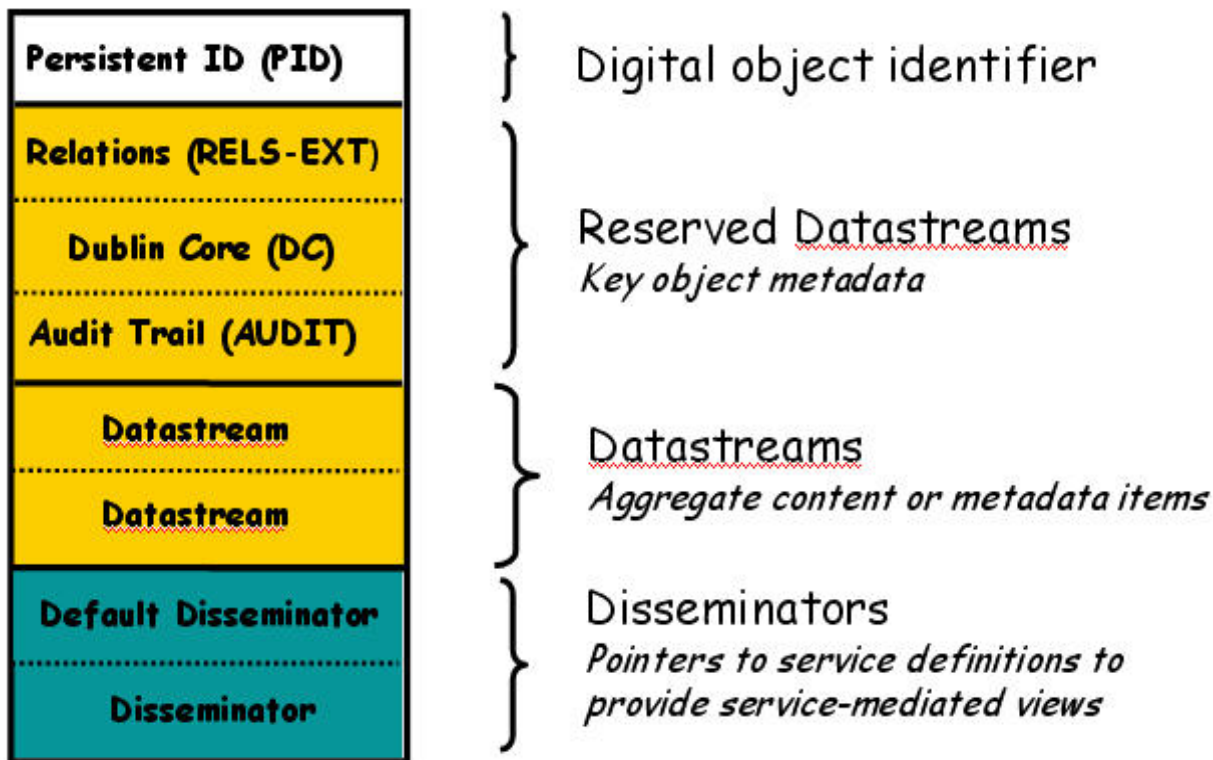 Persistent ID (PID)
Digital object identifier
Relations (RELS-EXT)
Dublin Core (DC)
Audit Trail (AUDIT)
Reserved Datastreams
Key object metadata
Datastream
Datastream
Datastreams
Aggregate content or metadata items
Default Disseminator
Disseminator
Disseminators
Pointers to service definitions to
provide service-mediated views